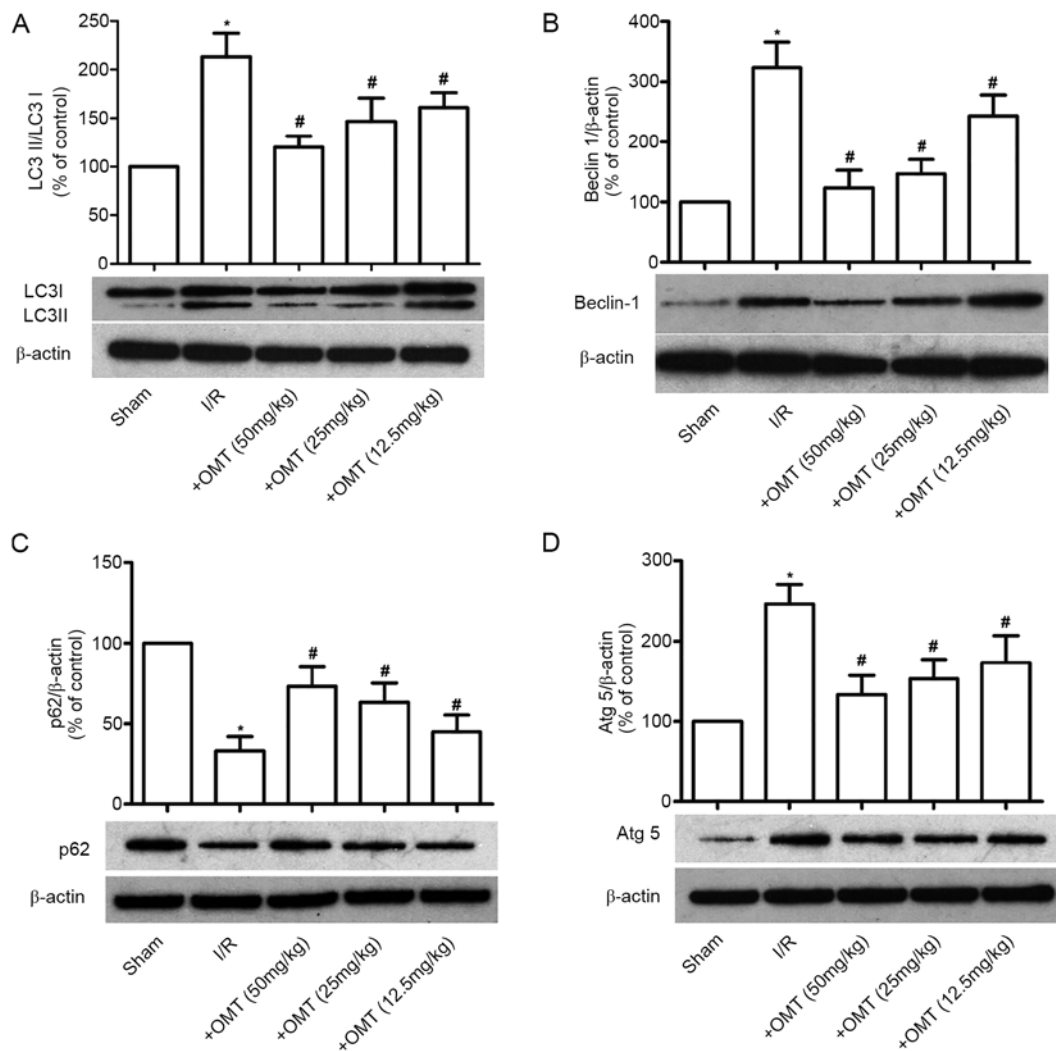 A
LC3 II/LC3 I
(% of control)
250
200
150
100
50
0
*
#
#
#
LC3I
LC3II
β-actin
Sham
I/R
+OMT (50mg/kg)
+OMT (25mg/kg)
+OMT (12.5mg/kg)
B
Beclin 1/β-actin
(% of control)
400
300
200
100
0
*
#
#
#
Beclin-1
β-actin
Sham
I/R
+OMT (50mg/kg)
+OMT (25mg/kg)
+OMT (12.5mg/kg)
C
p62/β-actin
(% of control)
150
100
50
0
*
#
#
#
p62
β-actin
Sham
I/R
+OMT (50mg/kg)
+OMT (25mg/kg)
+OMT (12.5mg/kg)
D
Atg 5/β-actin
(% of control)
300
200
100
0
*
#
#
#
Atg 5
β-actin
Sham
I/R
+OMT (50mg/kg)
+OMT (25mg/kg)
+OMT (12.5mg/kg)